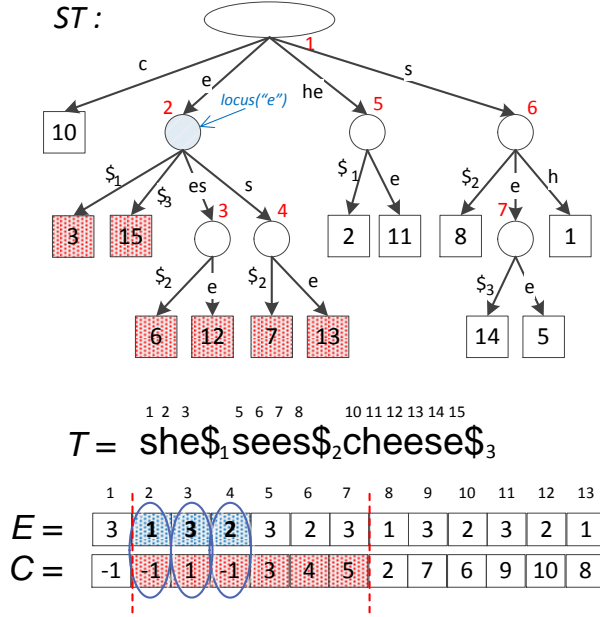 ST :
1
c
e
he
s
2
locus("e")
5
6
10
$1
$3
es
s
$1
e
$2
e
h
3
4
7
3
15
2
11
8
1
$2
e
$2
e
$3
e
6
12
7
13
14
5
1 2 3 5 6 7 8 10 11 12 13 14 15
T = she$1sees$2cheese$3
1 2 3 4 5 6 7 8 9 10 11 12 13
E = 3 1 3 2 3 2 3 1 3 2 3 2 1
C = -1 -1 1 -1 3 4 5 2 7 6 9 10 8